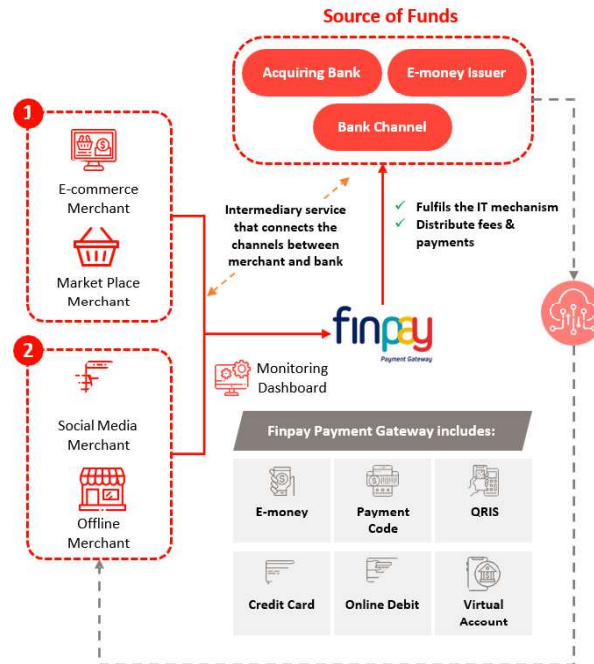 Source of Funds
Acquiring Bank
E-money Issuer
Bank Channel
1
E-commerce
Merchant
Market Place
Merchant
Intermediary service
that connects the
channels between
merchant and bank
✓ Fulfils the IT mechanism
✓ Distribute fees &
payments
finpay
Payment Gateway
2
Social Media
Merchant
Offline
Merchant
Monitoring
Dashboard
Finpay Payment Gateway includes:
E-money
Payment
Code
QRIS
Credit Card
Online Debit
Virtual
Account